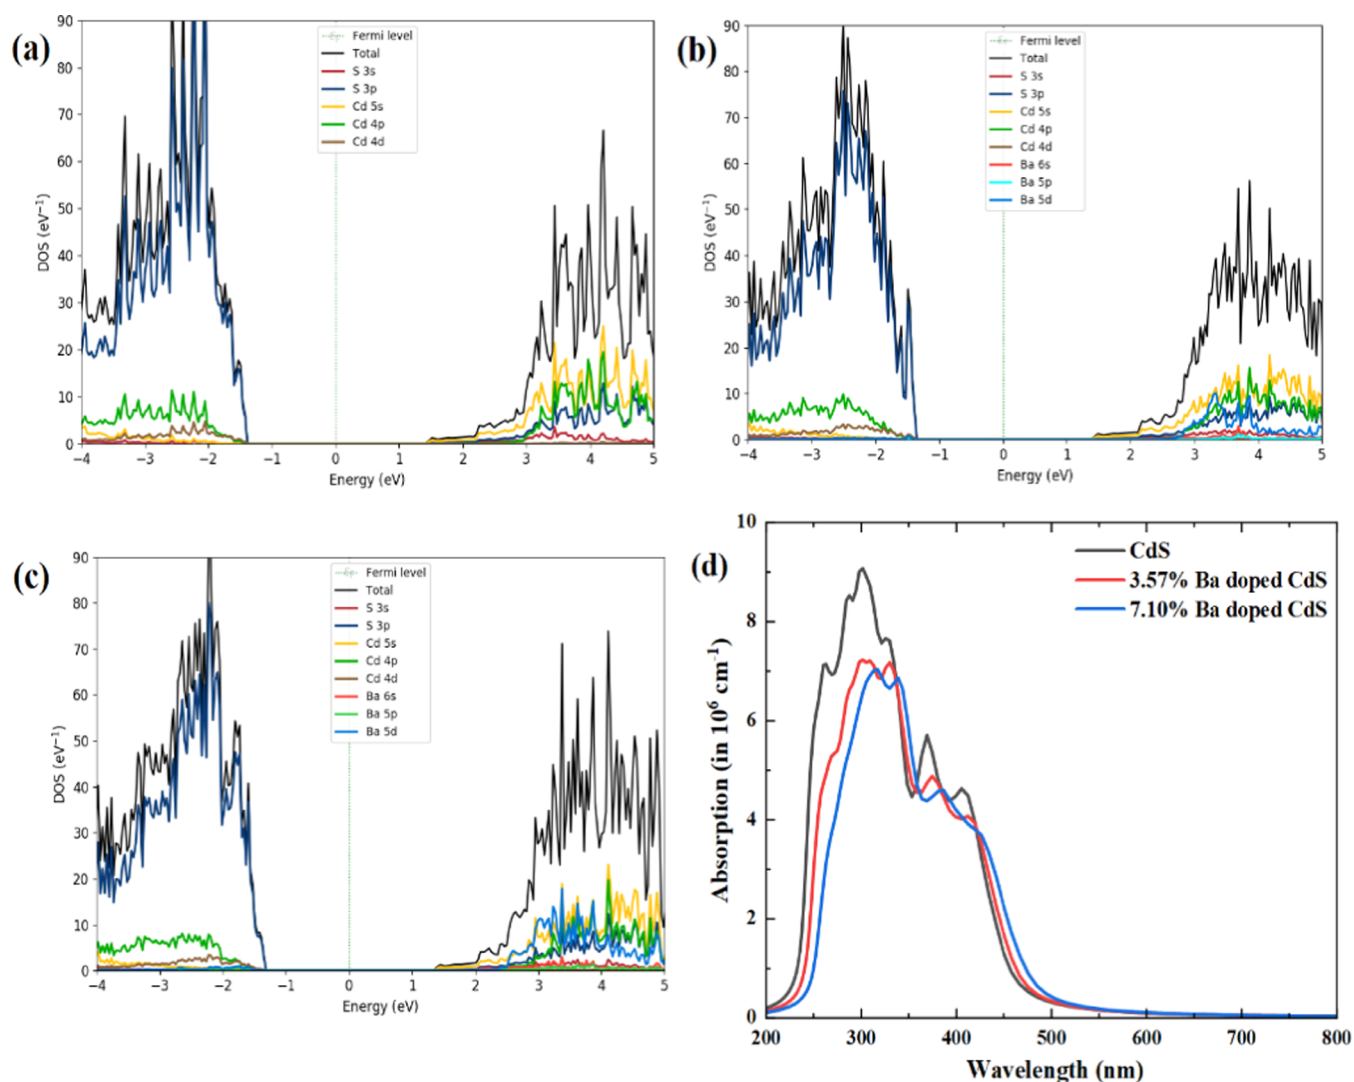 (a)
90
80
70
60
50
40
30
20
10
0
DOS (eV⁻¹)
Fermi level
Total
S 3s
S 3p
Cd 5s
Cd 4p
Cd 4d
−4 −3 −2 −1 0 1 2 3 4 5
Energy (eV)
(b)
90
80
70
60
50
40
30
20
10
0
DOS (eV⁻¹)
Fermi level
Total
S 3s
S 3p
Cd 5s
Cd 4p
Cd 4d
Ba 6s
Ba 5p
Ba 5d
−4 −3 −2 −1 0 1 2 3 4 5
Energy (eV)
(c)
90
80
70
60
50
40
30
20
10
0
DOS (eV⁻¹)
Fermi level
Total
S 3s
S 3p
Cd 5s
Cd 4p
Cd 4d
Ba 6s
Ba 5p
Ba 5d
−4 −3 −2 −1 0 1 2 3 4 5
Energy (eV)
(d)
10
8
6
4
2
0
Absorption (in 10⁶ cm⁻¹)
CdS
3.57% Ba doped CdS
7.10% Ba doped CdS
200 300 400 500 600 700 800
Wavelength (nm)